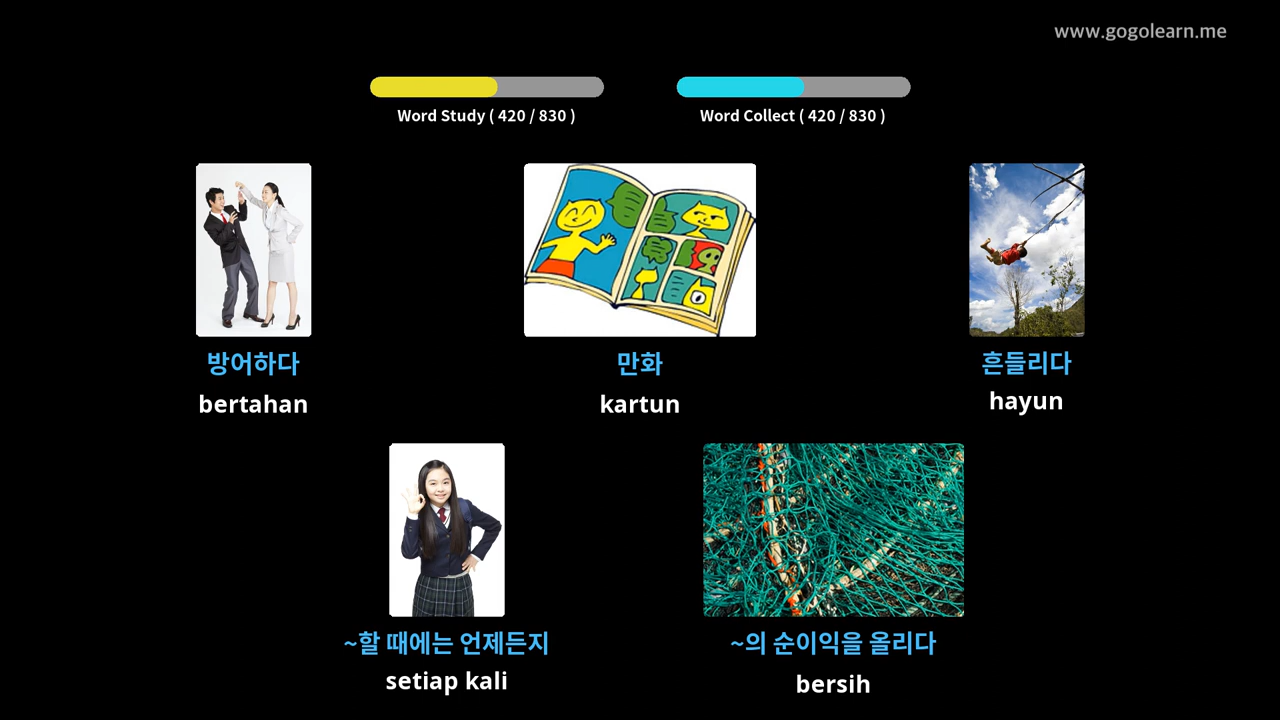 www.gogolearn.me
Word Study ( 420 / 830 )
Word Collect ( 420 / 830 )
방어하다
만화
흔들리다
bertahan
kartun
hayun
~할 때에는 언제든지
~의 순이익을 올리다
setiap kali
bersih